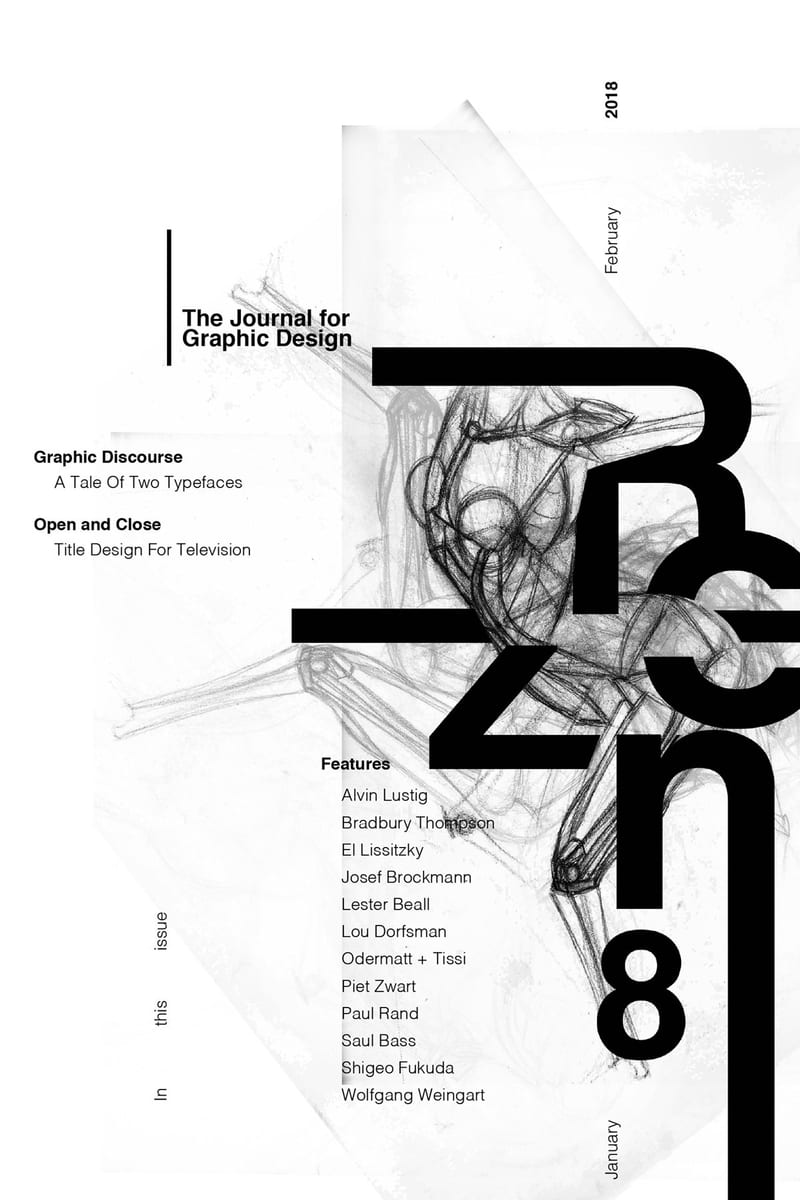 2018
February
The Journal for
Graphic Design
R
e
z
n
8
Graphic Discourse
A Tale Of Two Typefaces
Open and Close
Title Design For Television
Features
Alvin Lustig
Bradbury Thompson
El Lissitzky
Josef Brockmann
Lester Beall
Lou Dorfsman
Odermatt + Tissi
Piet Zwart
Paul Rand
Saul Bass
Shigeo Fukuda
Wolfgang Weingart
In this issue
January